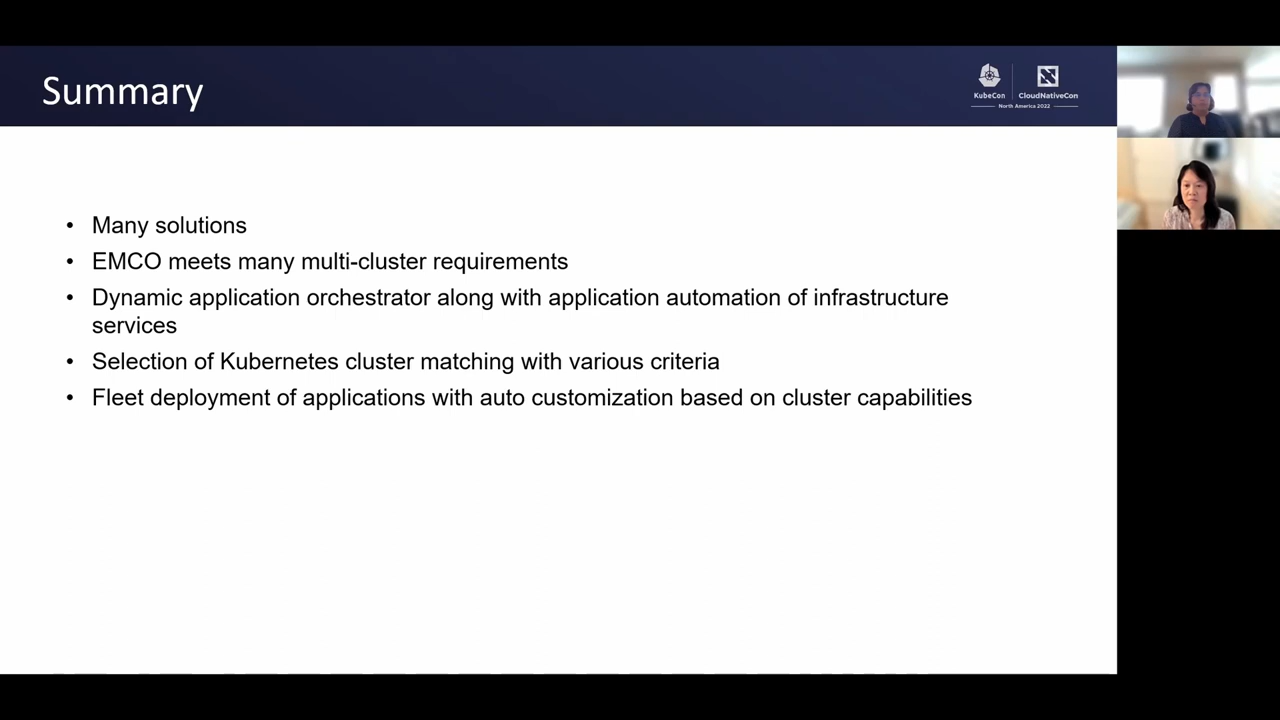 Summary
KubeCon
CloudNativeCon
North America 2022
• Many solutions
• EMCO meets many multi-cluster requirements
• Dynamic application orchestrator along with application automation of infrastructure
services
• Selection of Kubernetes cluster matching with various criteria
• Fleet deployment of applications with auto customization based on cluster capabilities